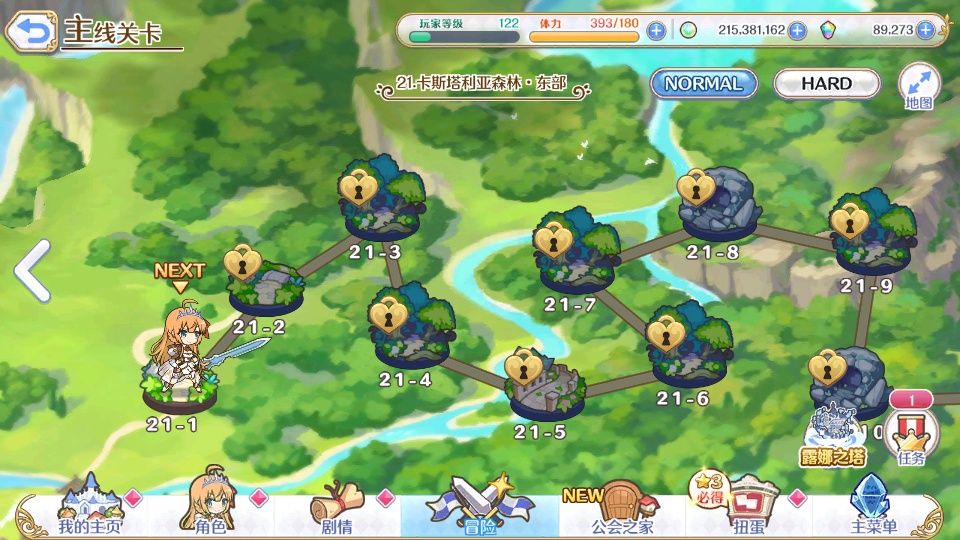 主线关卡
玩家等级 122
体力 393/180
215,381,162
89,273
21.卡斯塔利亚森林·东部
NORMAL
HARD
地图
21-3
21-8
NEXT
21-9
21-7
21-2
21-4
21-6
21-1
21-5
10
1
露娜之塔
任务
我的主页
角色
剧情
冒险
NEW
公会之家
★3
必得
扭蛋
主菜单